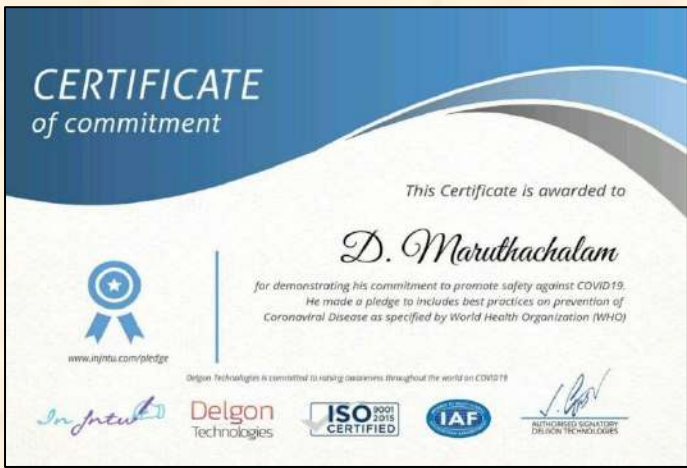 CERTIFICATE
of commitment
This Certificate is awarded to
D. Maruthachalam
for demonstrating his commitment to promote safety against COVID19.
He made a pledge to includes best practices on prevention of
Coronaviral Disease as specified by World Health Organization (WHO)
www.injntu.com/pledge
Delgon Technologies is committed to raising awareness throughout the world on COVID19
In Jntu
Delgon
Technologies
ISO 9001
2015
CERTIFIED
IAF
AUTHORISED SIGNATORY
DELGON TECHNOLOGIES